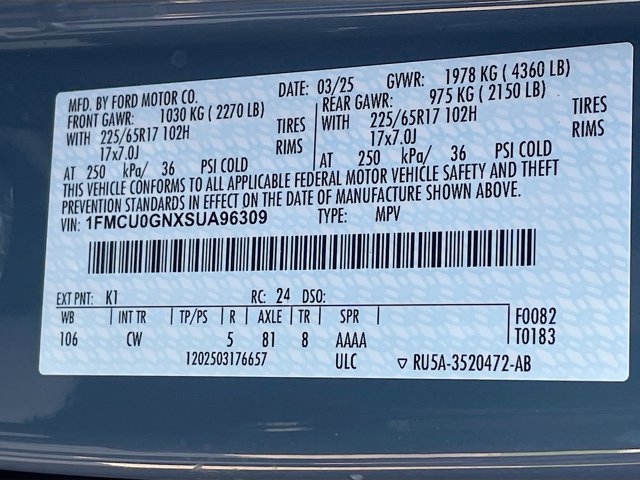 MFD. BY FORD MOTOR CO. DATE: 03/25 GVWR: 1978 KG ( 4360 LB)
FRONT GAWR: 1030 KG ( 2270 LB) REAR GAWR: 975 KG ( 2150 LB)
WITH 225/65R17 102H TIRES WITH 225/65R17 102H TIRES
17x7.0J RIMS 17x7.0J RIMS
AT 250 kPa/ 36 PSI COLD AT 250 kPa/ 36 PSI COLD
THIS VEHICLE CONFORMS TO ALL APPLICABLE FEDERAL MOTOR VEHICLE SAFETY AND THEFT
PREVENTION STANDARDS IN EFFECT ON THE DATE OF MANUFACTURE SHOWN ABOVE.
VIN: 1FMCU0GNXSUA96309 TYPE: MPV
EXT PNT: K1 RC: 24 DSO:
WB INT TR TP/PS R AXLE TR SPR F0082
106 CW 5 81 8 AAAA T0183
1202503176657 ULC ▽ RU5A-3520472-AB